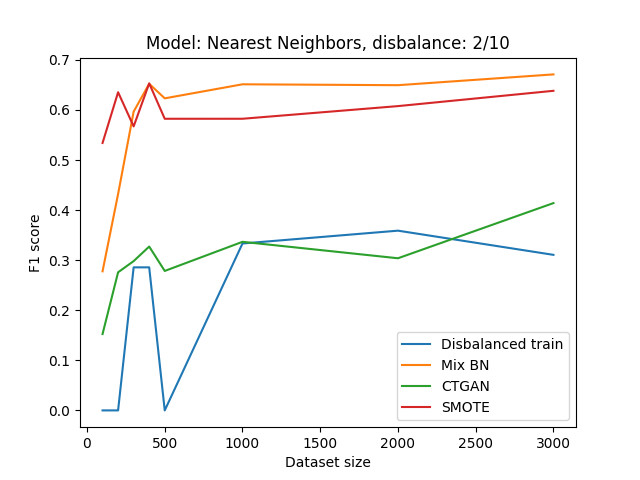 Model: Nearest Neighbors, disbalance: 2/10
0.7
0.6
0.5
0.4
0.3
0.2
0.1
0.0
F1 score
0
500
1000
1500
2000
2500
3000
Dataset size
Disbalanced train
Mix BN
CTGAN
SMOTE